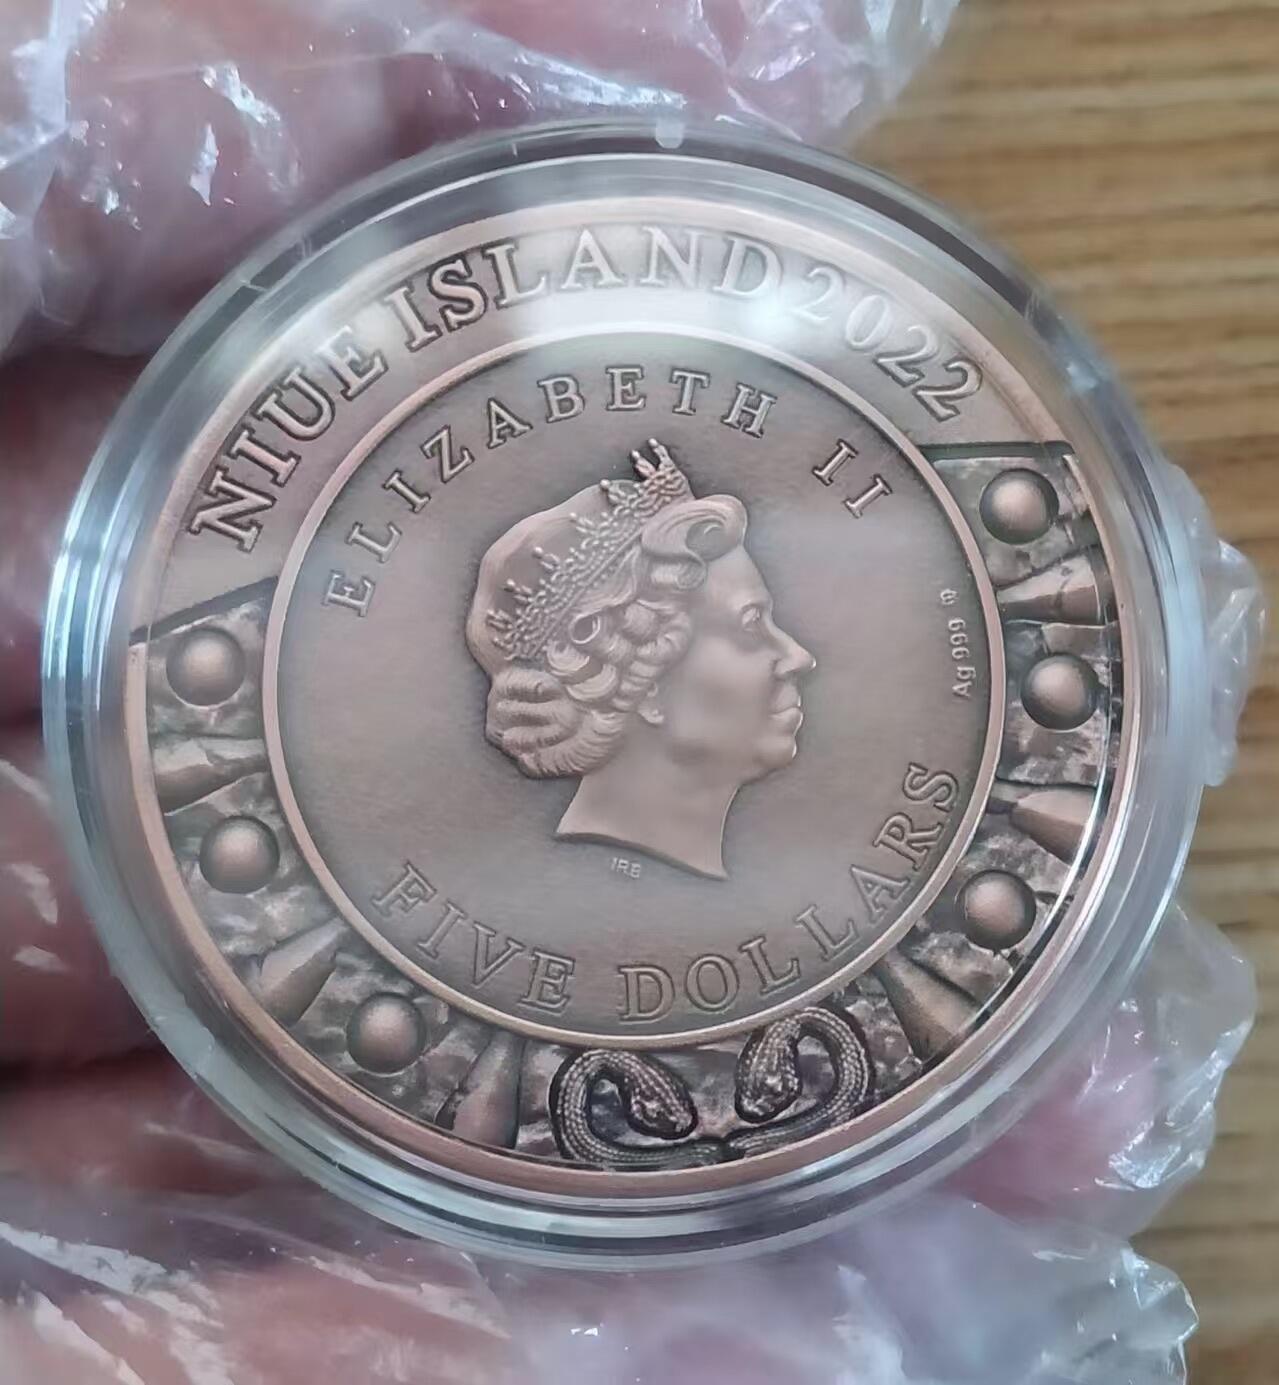 NIUE ISLAND 2022
ELIZABETH II
Ag 999
IRB
FIVE DOLLARS